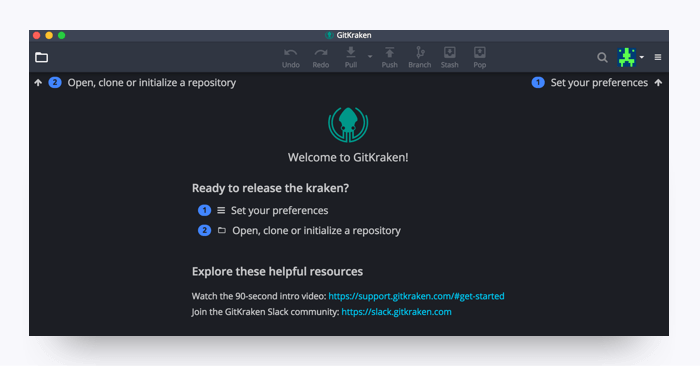 GitKraken
Undo Redo Pull Push Branch Stash Pop
2 Open, clone or initialize a repository
1 Set your preferences
Welcome to GitKraken!
Ready to release the kraken?
1 Set your preferences
2 Open, clone or initialize a repository
Explore these helpful resources
Watch the 90-second intro video: https://support.gitkraken.com/#get-started
Join the GitKraken Slack community: https://slack.gitkraken.com